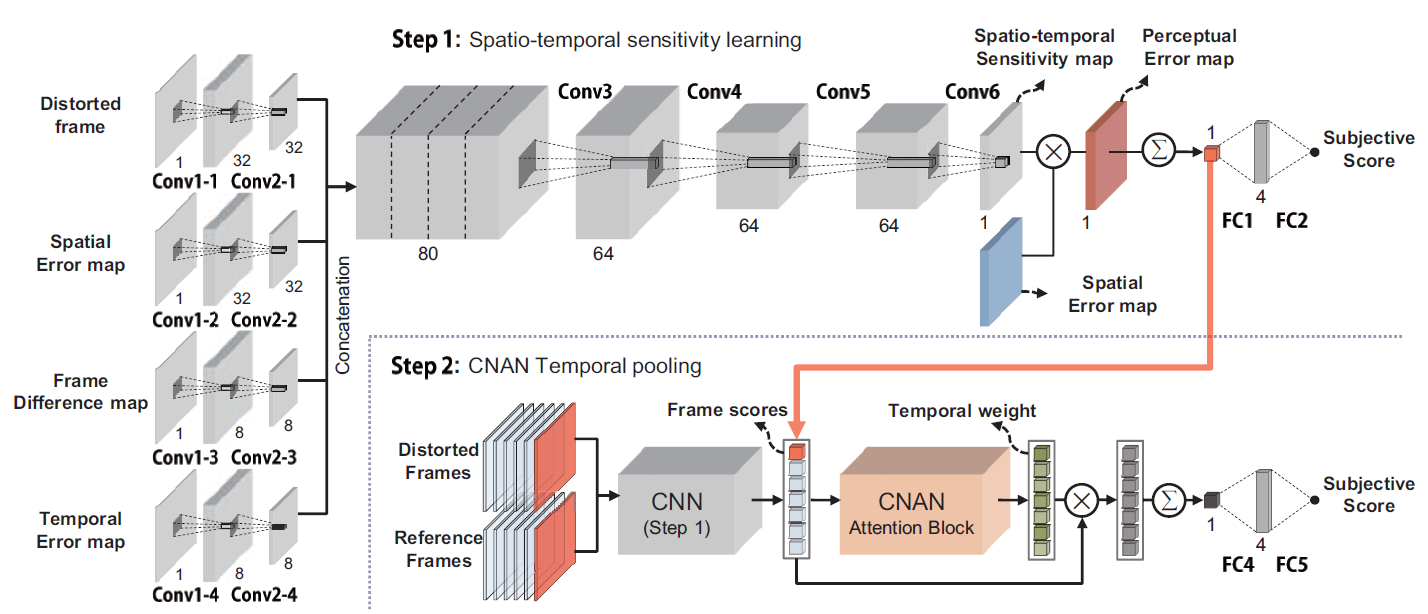 Step 1: Spatio-temporal sensitivity learning
Distorted
frame
1
32
32
Conv1-1 Conv2-1
Spatial
Error map
1
32
32
Conv1-2 Conv2-2
Frame
Difference map
1
8
8
Conv1-3 Conv2-3
Temporal
Error map
1
8
8
Conv1-4 Conv2-4
Concatenation
80
Conv3
64
Conv4
64
Conv5
64
Conv6
1
Spatio-temporal
Sensitivity map
×
Spatial
Error map
Perceptual
Error map
1
Σ
1
4
FC1 FC2
Subjective
Score
Step 2: CNAN Temporal pooling
Distorted
Frames
Reference
Frames
CNN
(Step 1)
Frame scores
CNAN
Attention Block
Temporal weight
×
Σ
1
4
FC4 FC5
Subjective
Score